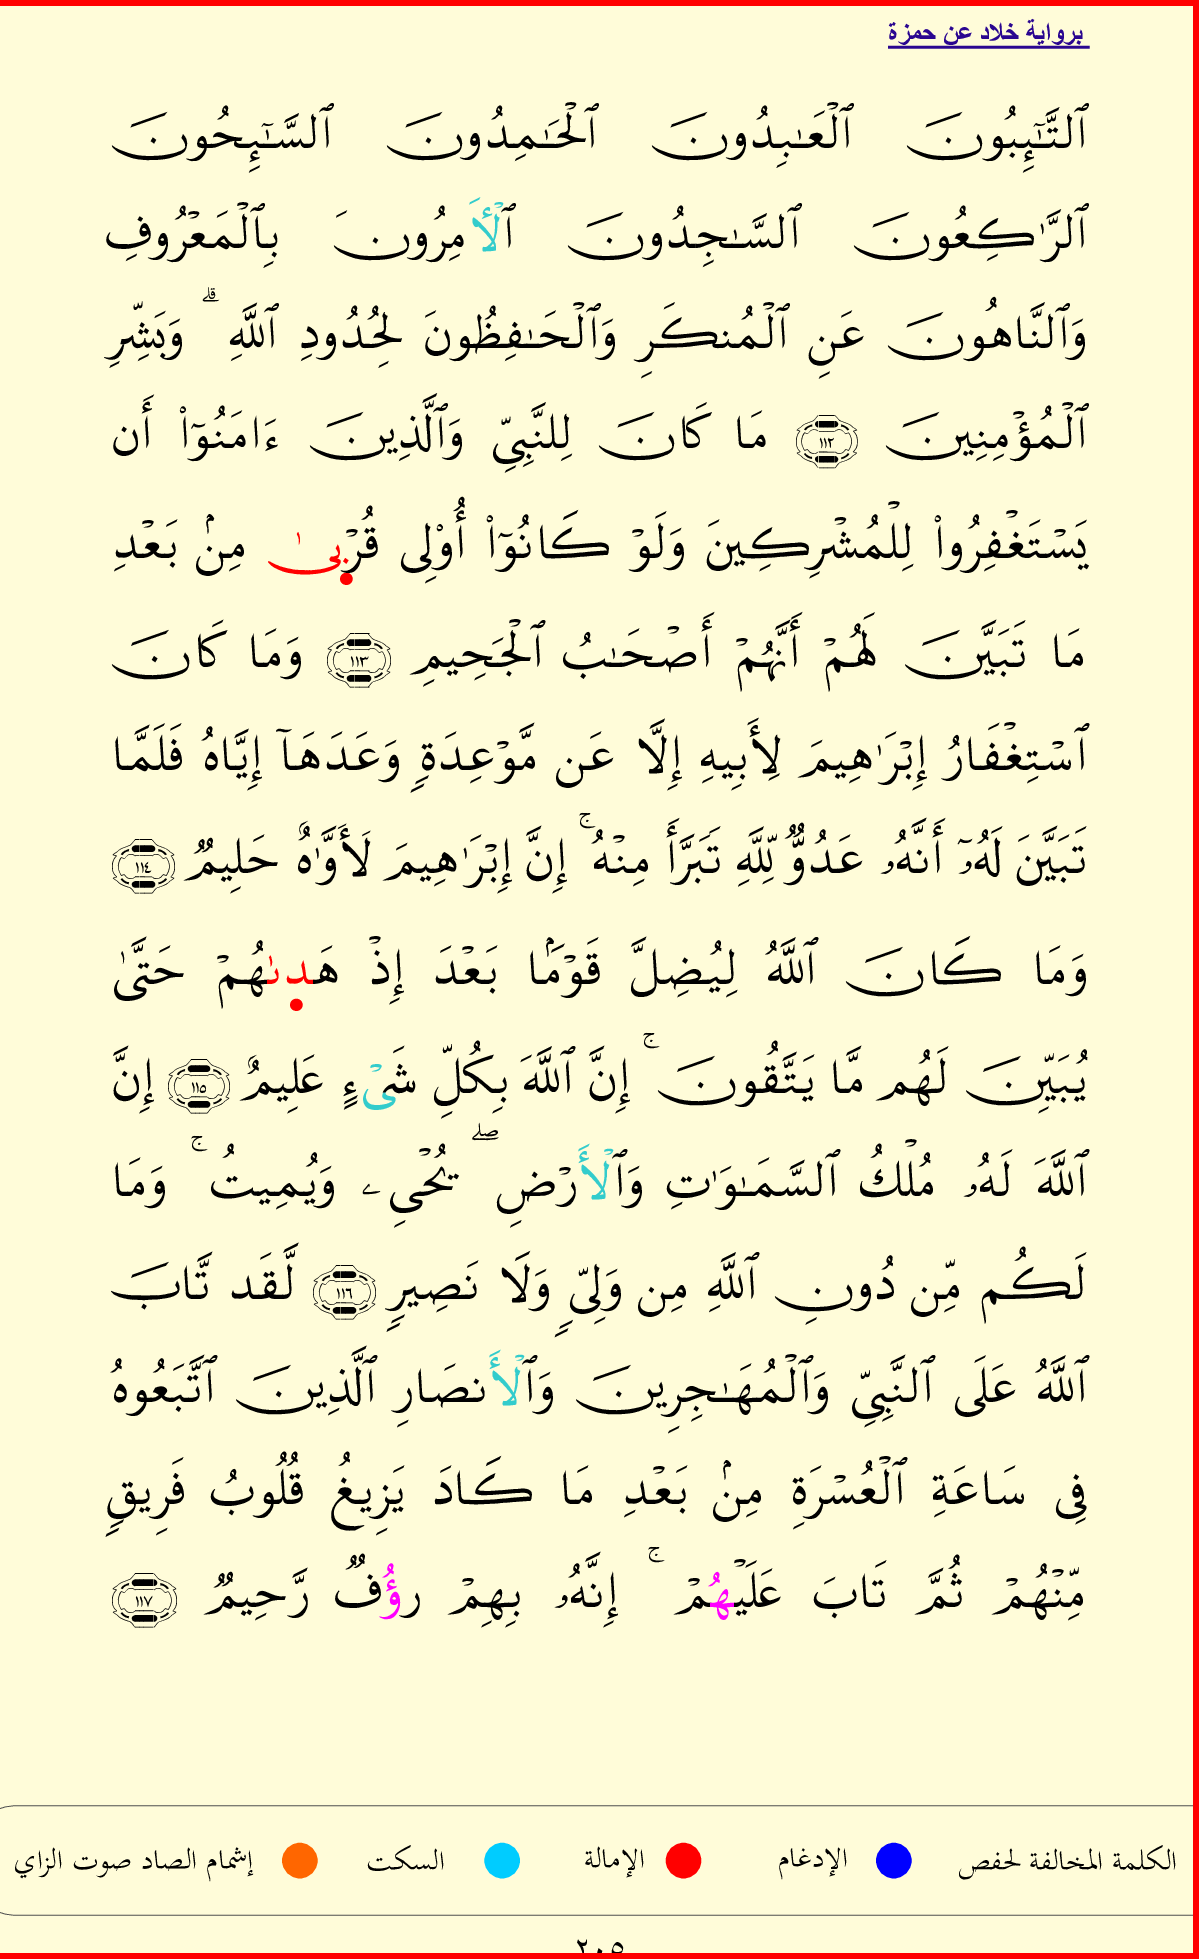 برواية خلاد عن حمزة
ٱلتَّـٰٓئِبُونَ ٱلْعَـٰبِدُونَ ٱلْحَـٰمِدُونَ ٱلسَّـٰٓئِحُونَ
ٱلرَّٰكِعُونَ ٱلسَّـٰجِدُونَ ٱلْأَمِرُونَ بِٱلْمَعْرُوفِ
وَٱلنَّاهُونَ عَنِ ٱلْمُنكَرِ وَٱلْحَـٰفِظُونَ لِحُدُودِ ٱللَّهِ ۗ وَبَشِّرِ
ٱلْمُؤْمِنِينَ ١١٢ مَا كَانَ لِلنَّبِىِّ وَٱلَّذِينَ ءَامَنُوٓا۟ أَن
يَسْتَغْفِرُوا۟ لِلْمُشْرِكِينَ وَلَوْ كَانُوٓا۟ أُو۟لِى قُرْبىٰ مِنۢ بَعْدِ
مَا تَبَيَّنَ لَهُمْ أَنَّهُمْ أَصْحَـٰبُ ٱلْجَحِيمِ ١١٣ وَمَا كَانَ
ٱسْتِغْفَارُ إِبْرَٰهِيمَ لِأَبِيهِ إِلَّا عَن مَّوْعِدَةٍ وَعَدَهَآ إِيَّاهُ فَلَمَّا
تَبَيَّنَ لَهُۥٓ أَنَّهُۥ عَدُوٌّ لِّلَّهِ تَبَرَّأَ مِنْهُ ۚ إِنَّ إِبْرَٰهِيمَ لَأَوَّٰهٌ حَلِيمٌ ١١٤
وَمَا كَانَ ٱللَّهُ لِيُضِلَّ قَوْمًۢا بَعْدَ إِذْ هَدىٰهُمْ حَتَّىٰ
يُبَيِّنَ لَهُم مَّا يَتَّقُونَ ۚ إِنَّ ٱللَّهَ بِكُلِّ شَىْءٍ عَلِيمٌ ١١٥ إِنَّ
ٱللَّهَ لَهُۥ مُلْكُ ٱلسَّمَـٰوَٰتِ وَٱلْأَرْضِ ۖ يُحْىِۦ وَيُمِيتُ ۚ وَمَا
لَكُم مِّن دُونِ ٱللَّهِ مِن وَلِىٍّ وَلَا نَصِيرٍ ١١٦ لَّقَد تَّابَ
ٱللَّهُ عَلَى ٱلنَّبِىِّ وَٱلْمُهَـٰجِرِينَ وَٱلْأَنصَارِ ٱلَّذِينَ ٱتَّبَعُوهُ
فِى سَاعَةِ ٱلْعُسْرَةِ مِنۢ بَعْدِ مَا كَادَ يَزِيغُ قُلُوبُ فَرِيقٍ
مِّنْهُمْ ثُمَّ تَابَ عَلَيْهُمْ ۚ إِنَّهُۥ بِهِمْ رؤُفٌ رَّحِيمٌ ١١٧
الكلمة المخالفة لحفص الإدغام الإمالة السكت إشمام الصاد صوت الزاي
٢٠٥